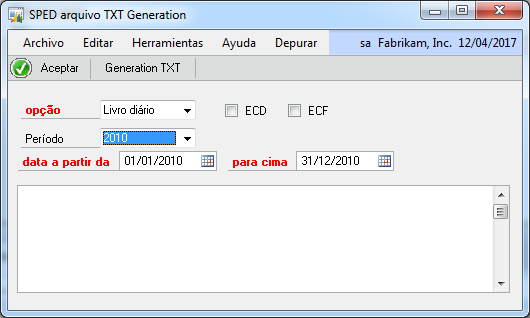 SPED arquivo TXT Generation
Archivo Editar Herramientas Ayuda Depurar sa Fabrikam, Inc. 12/04/2017
Aceptar Generation TXT
opção Livro diário ECD ECF
Período 2010
data a partir da 01/01/2010 para cima 31/12/2010